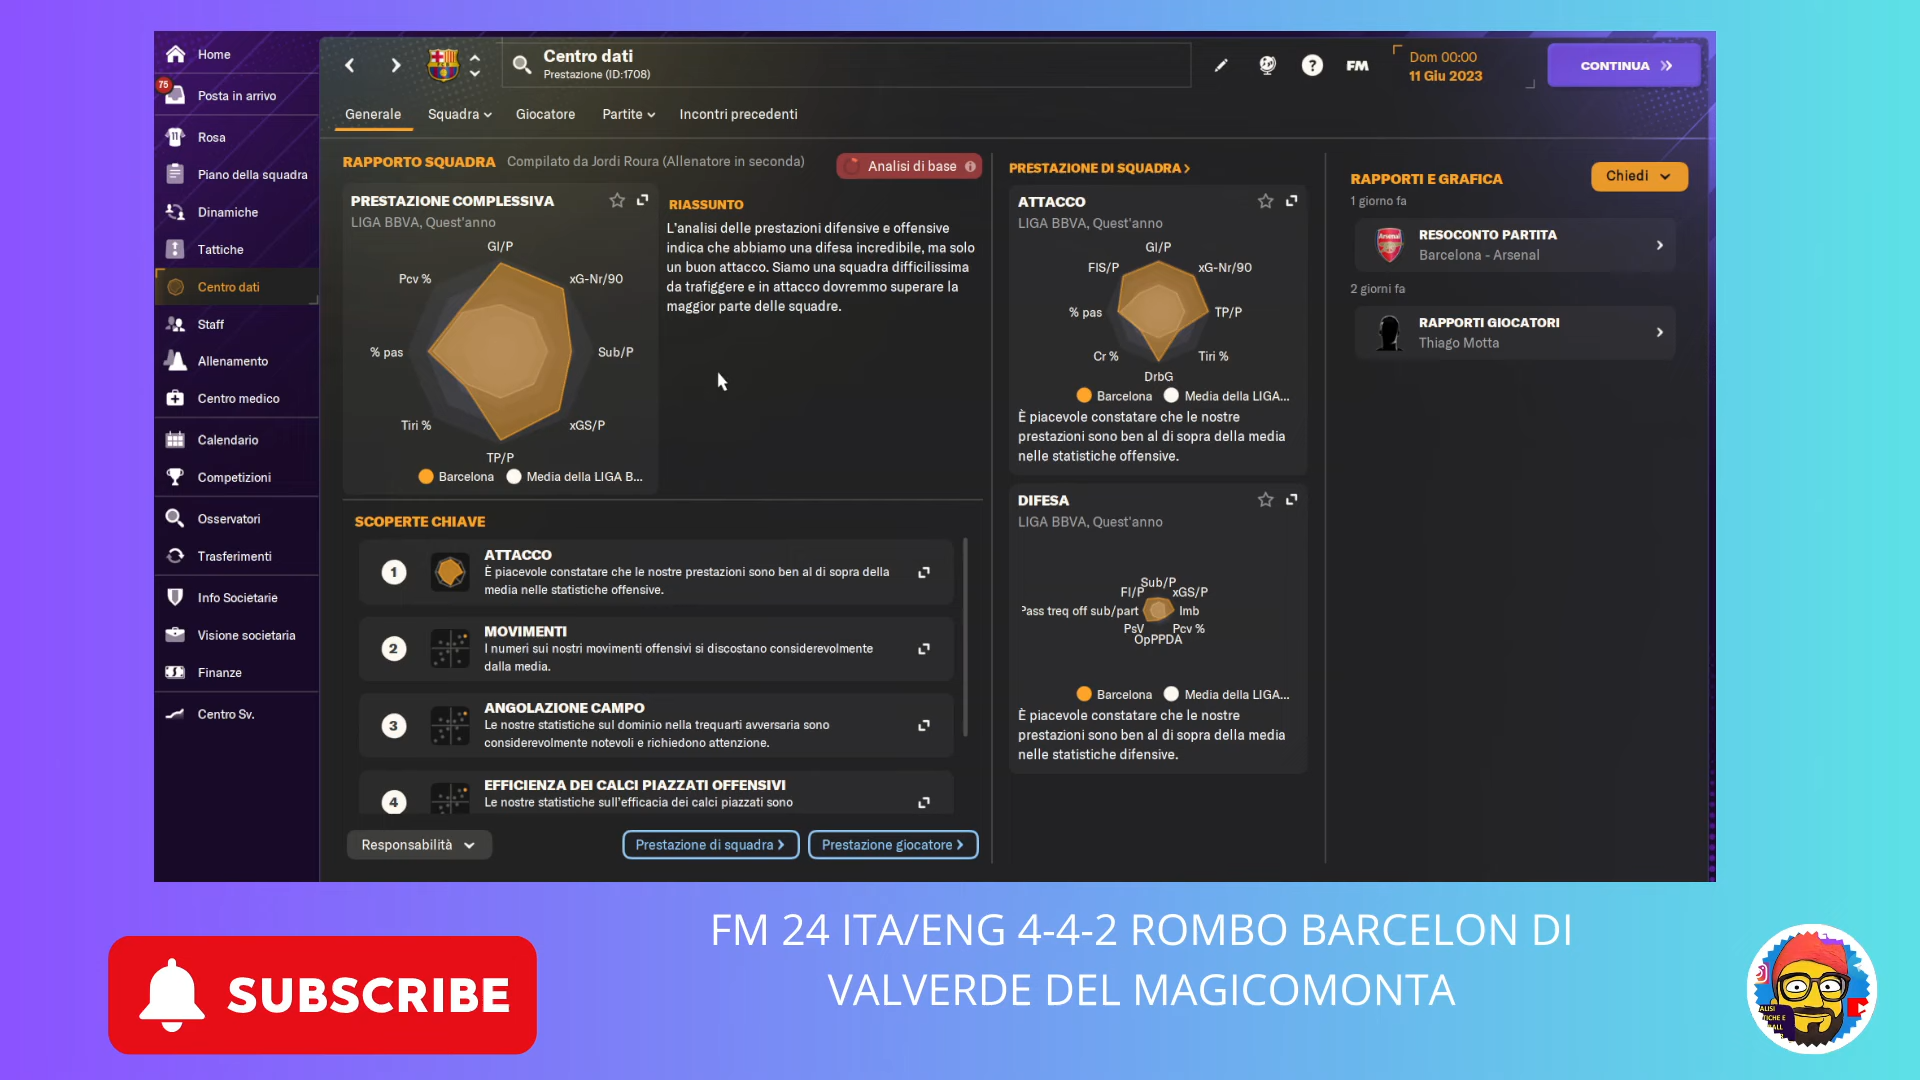 Home
75
Posta in arrivo
Rosa
Piano della squadra
Dinamiche
Tattiche
Centro dati
Staff
Allenamento
Centro medico
Calendario
Competizioni
Osservatori
Trasferimenti
Info Societarie
Visione societaria
Finanze
Centro Sv.
Centro dati
Prestazione (ID:1708)
FM
Dom 00:00
11 Giu 2023
CONTINUA
Generale
Squadra
Giocatore
Partite
Incontri precedenti
RAPPORTO SQUADRA Compilato da Jordi Roura (Allenatore in seconda)
Analisi di base
PRESTAZIONE COMPLESSIVA
LIGA BBVA, Quest'anno
Gl/P
xG-Nr/90
Sub/P
xGS/P
TP/P
Tiri %
% pas
Pcv %
Barcelona
Media della LIGA B...
RIASSUNTO
L'analisi delle prestazioni difensive e offensive
indica che abbiamo una difesa incredibile, ma solo
un buon attacco. Siamo una squadra difficilissima
da trafiggere e in attacco dovremmo superare la
maggior parte delle squadre.
SCOPERTE CHIAVE
1
ATTACCO
È piacevole constatare che le nostre prestazioni sono ben al di sopra della
media nelle statistiche offensive.
2
MOVIMENTI
I numeri sui nostri movimenti offensivi si discostano considerevolmente
dalla media.
3
ANGOLAZIONE CAMPO
Le nostre statistiche sul dominio nella trequarti avversaria sono
considerevolmente notevoli e richiedono attenzione.
4
EFFICIENZA DEI CALCI PIAZZATI OFFENSIVI
Le nostre statistiche sull'efficacia dei calci piazzati sono
Responsabilità
Prestazione di squadra
Prestazione giocatore
PRESTAZIONE DI SQUADRA
ATTACCO
LIGA BBVA, Quest'anno
Gl/P
xG-Nr/90
TP/P
Tiri %
DrbG
Cr %
% pas
FlS/P
Barcelona
Media della LIGA...
È piacevole constatare che le nostre
prestazioni sono ben al di sopra della media
nelle statistiche offensive.
DIFESA
LIGA BBVA, Quest'anno
Sub/P
xGS/P
Imb
Pcv %
OpPPDA
PsV
Pass treq off sub/part
Fl/P
Barcelona
Media della LIGA...
È piacevole constatare che le nostre
prestazioni sono ben al di sopra della media
nelle statistiche difensive.
RAPPORTI E GRAFICA
Chiedi
1 giorno fa
Arsenal
RESOCONTO PARTITA
Barcelona - Arsenal
2 giorni fa
RAPPORTI GIOCATORI
Thiago Motta
SUBSCRIBE
FM 24 ITA/ENG 4-4-2 ROMBO BARCELON DI
VALVERDE DEL MAGICOMONTA